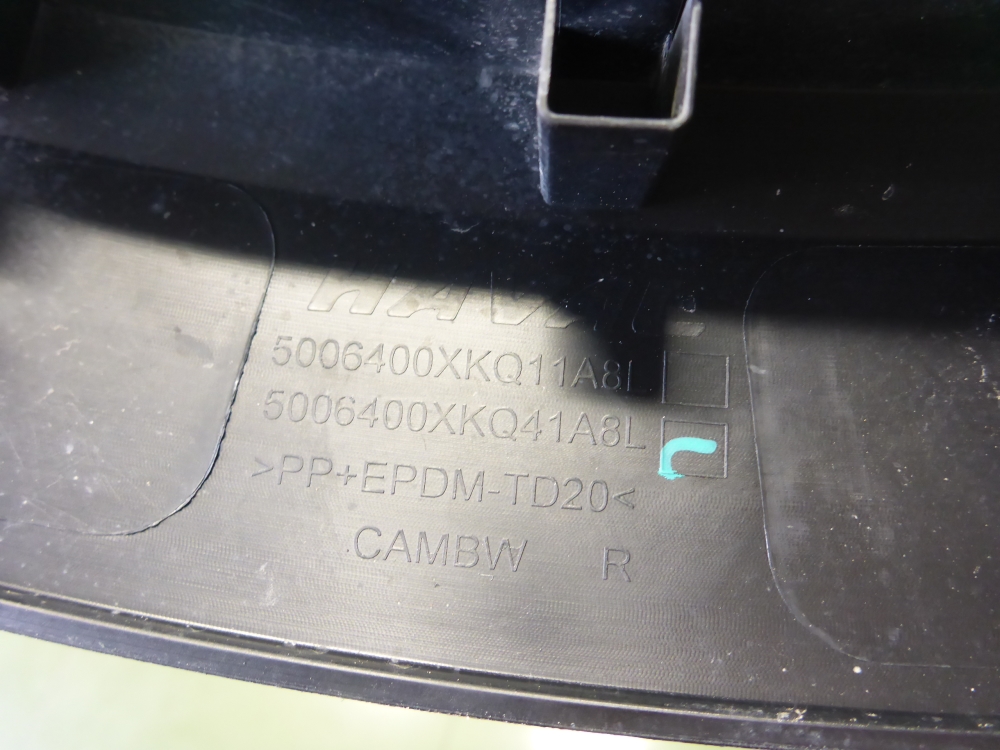 HAVAL
5006400XKQ11A8L
5006400XKQ41A8L
>PP+EPDM-TD20<
CAMBW R